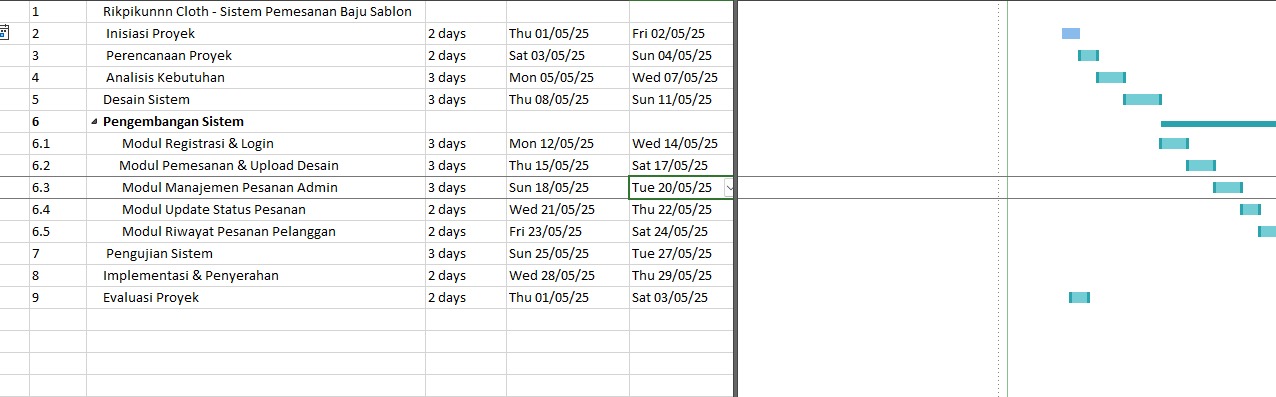 1 Rikpikunnn Cloth - Sistem Pemesanan Baju Sablon
2 Inisiasi Proyek 2 days Thu 01/05/25 Fri 02/05/25
3 Perencanaan Proyek 2 days Sat 03/05/25 Sun 04/05/25
4 Analisis Kebutuhan 3 days Mon 05/05/25 Wed 07/05/25
5 Desain Sistem 3 days Thu 08/05/25 Sun 11/05/25
6 Pengembangan Sistem
6.1 Modul Registrasi & Login 3 days Mon 12/05/25 Wed 14/05/25
6.2 Modul Pemesanan & Upload Desain 3 days Thu 15/05/25 Sat 17/05/25
6.3 Modul Manajemen Pesanan Admin 3 days Sun 18/05/25 Tue 20/05/25
6.4 Modul Update Status Pesanan 2 days Wed 21/05/25 Thu 22/05/25
6.5 Modul Riwayat Pesanan Pelanggan 2 days Fri 23/05/25 Sat 24/05/25
7 Pengujian Sistem 3 days Sun 25/05/25 Tue 27/05/25
8 Implementasi & Penyerahan 2 days Wed 28/05/25 Thu 29/05/25
9 Evaluasi Proyek 2 days Thu 01/05/25 Sat 03/05/25